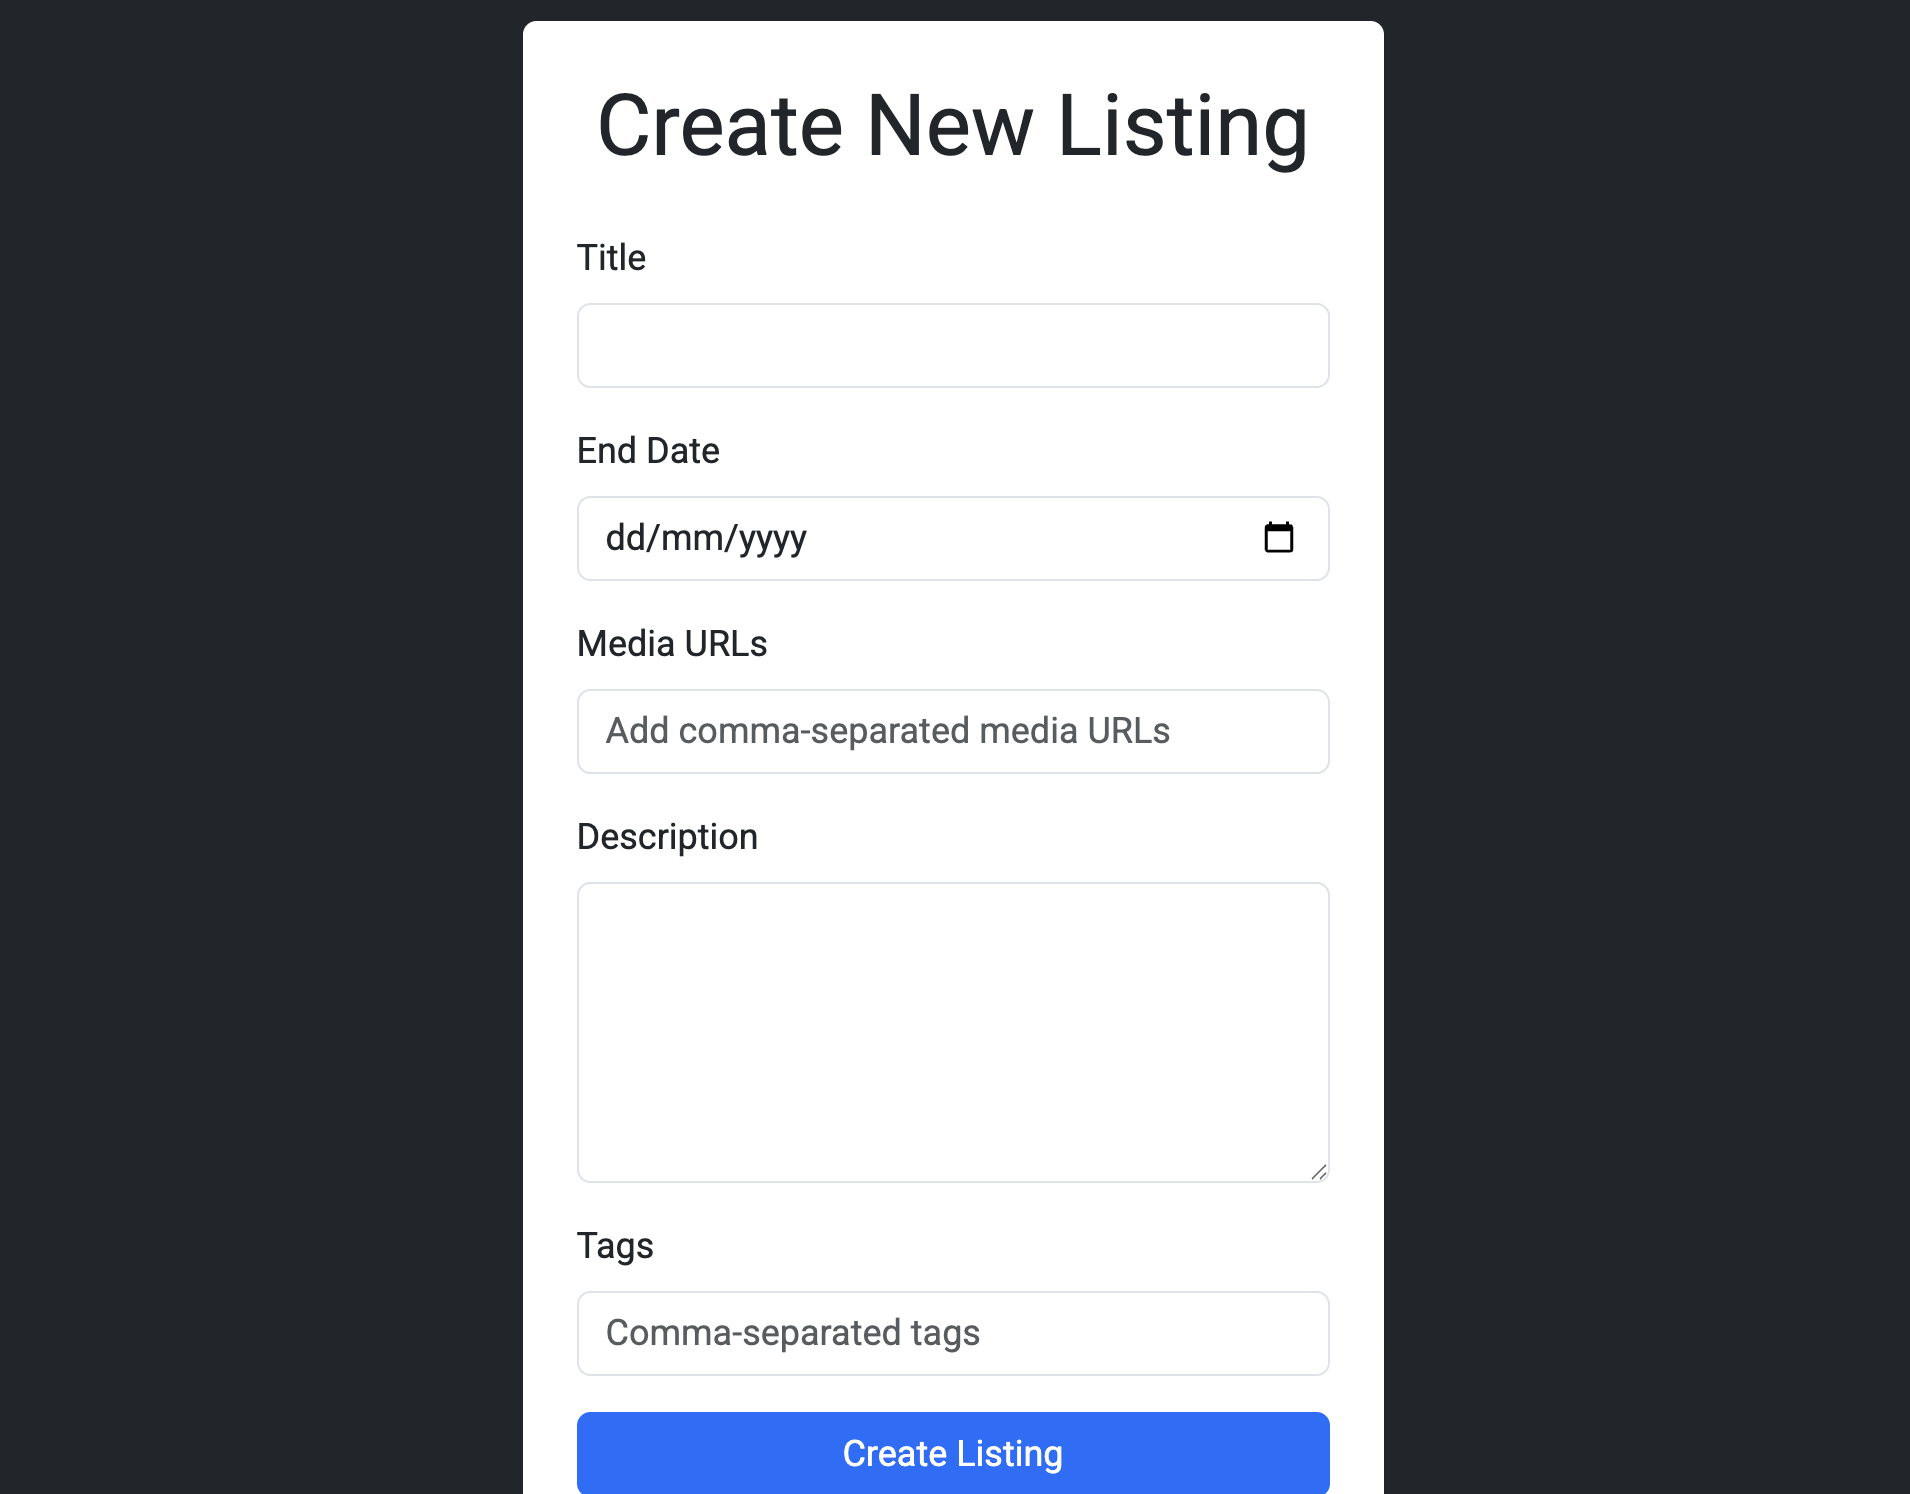 Create New Listing
Title
End Date
dd/mm/yyyy
Media URLs
Add comma-separated media URLs
Description
Tags
Comma-separated tags
Create Listing